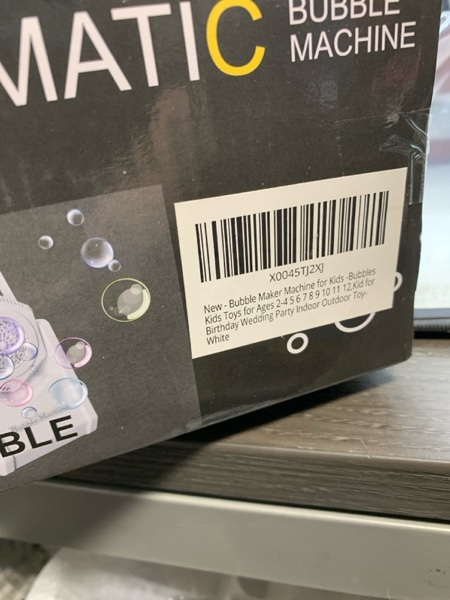 MATIC
BUBBLE
MACHINE
X0045TJ2XJ
New - Bubble Maker Machine for Kids -Bubbles
Kids Toys for Ages 2-4 5 6 7 8 9 10 11 12,Kid for
Birthday Wedding Party Indoor Outdoor Toy-
White
BLE